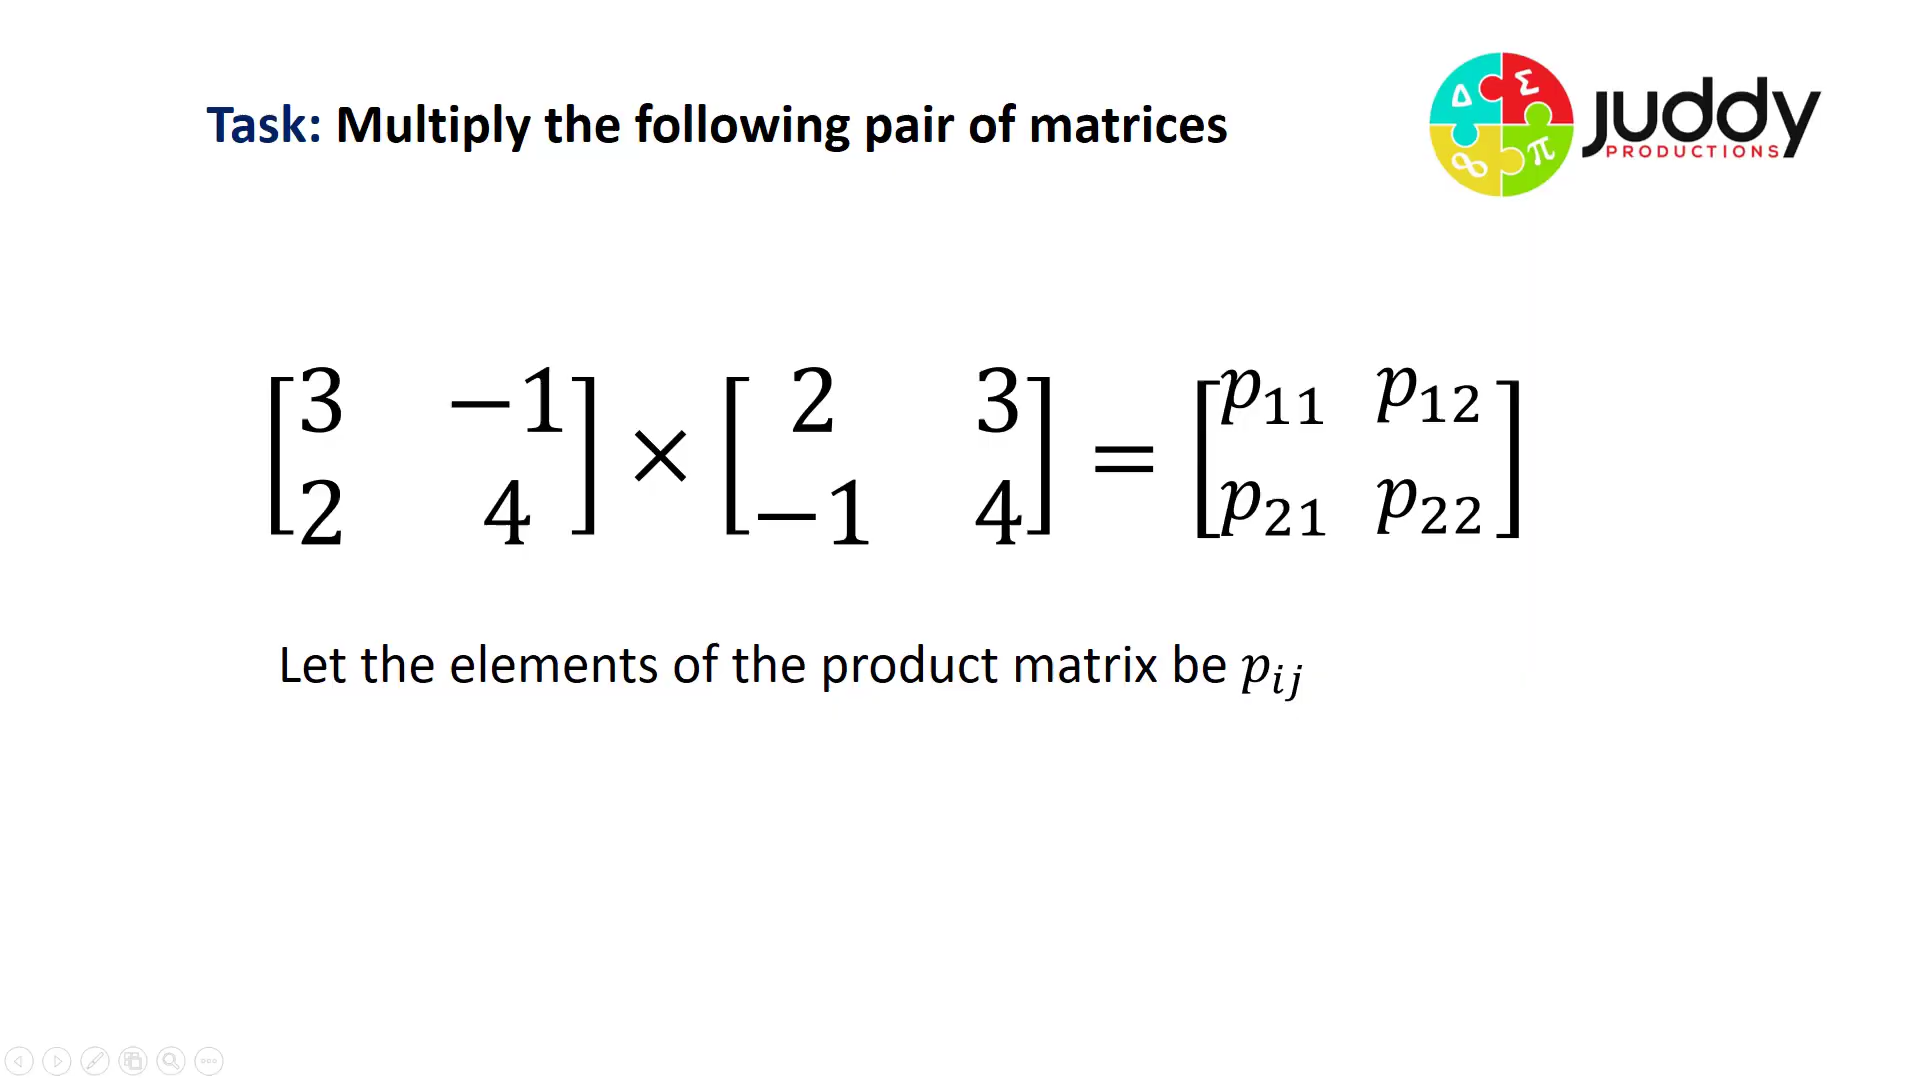 Task: Multiply the following pair of matrices
Δ Σ
∞ π
juddy
PRODUCTIONS
[3 −1] × [2 3] = [p₁₁ p₁₂]
[2 4] [−1 4] [p₂₁ p₂₂]
Let the elements of the product matrix be pᵢⱼ